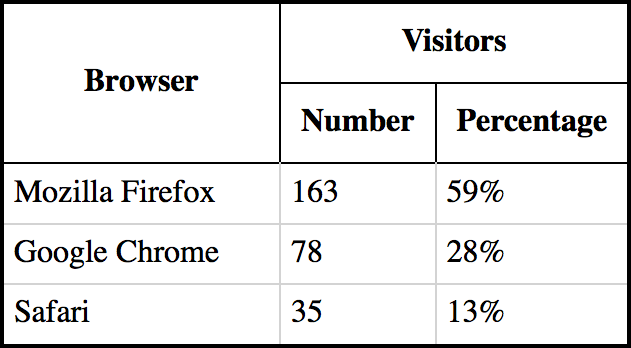 Browser
Visitors
Number Percentage
Mozilla Firefox 163 59%
Google Chrome 78 28%
Safari 35 13%